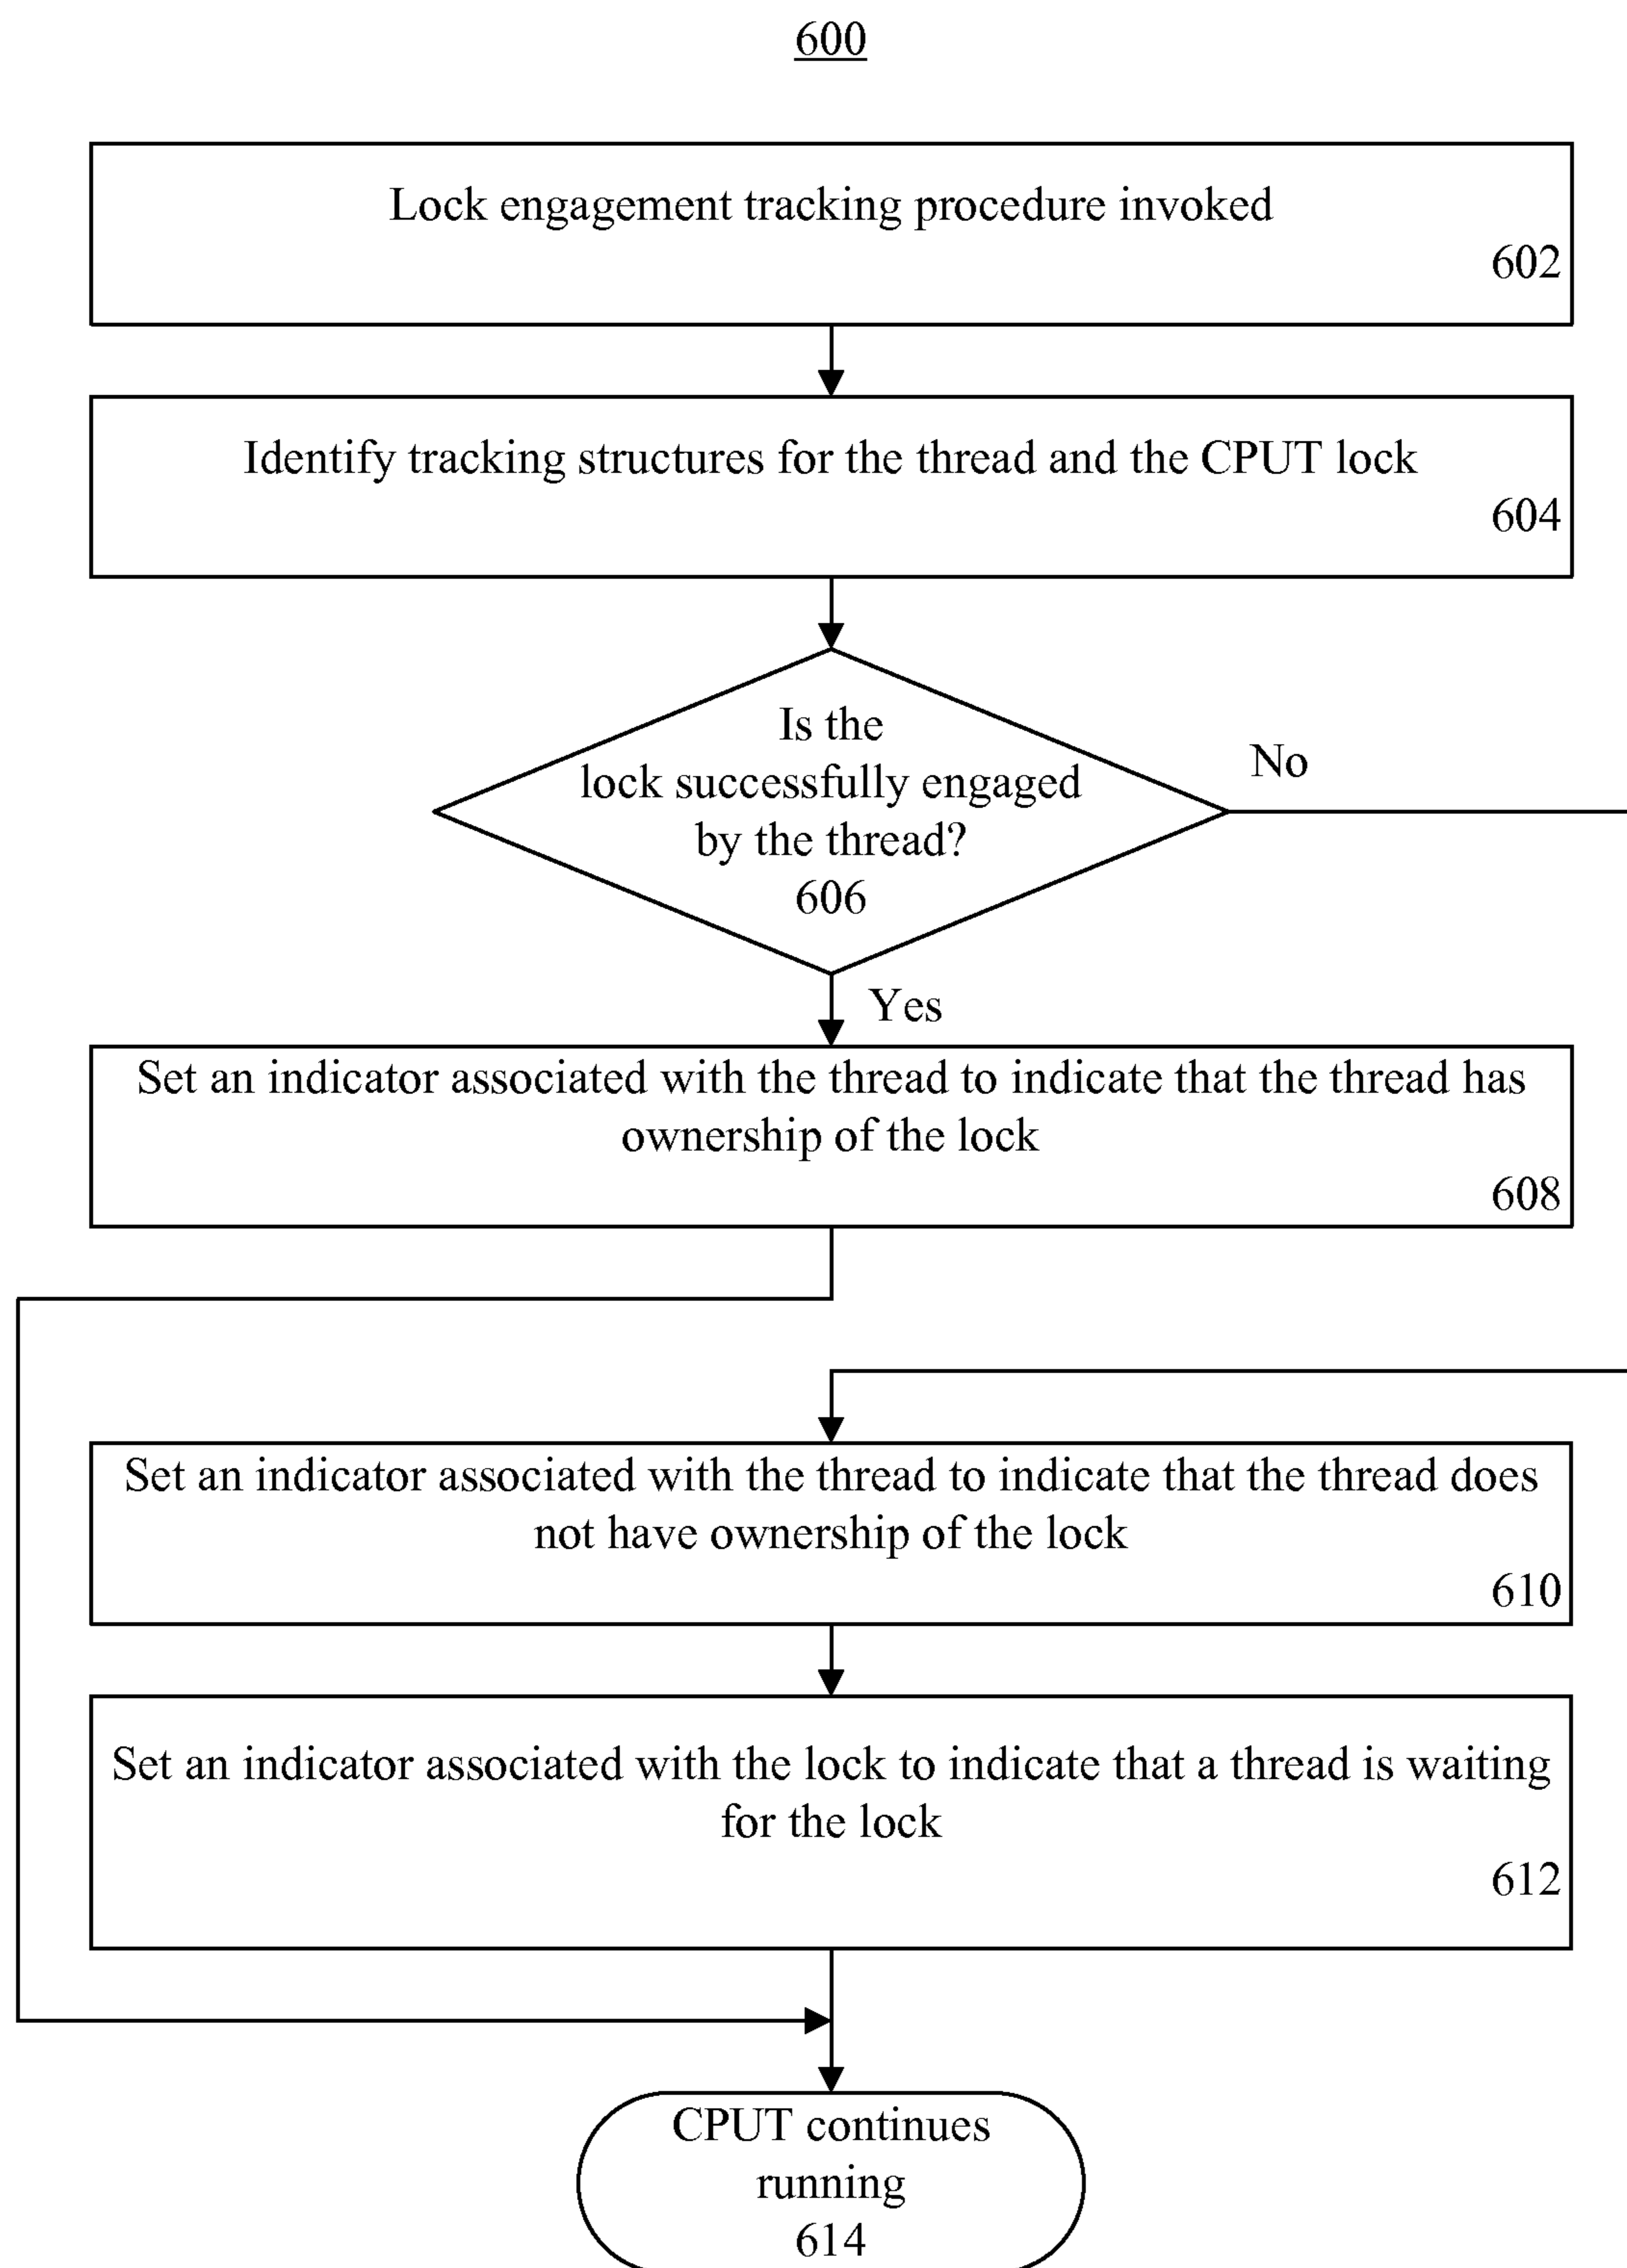 600
Lock engagement tracking procedure invoked
602
Identify tracking structures for the thread and the CPUT lock
604
Is the
lock successfully engaged
by the thread?
606
No
Yes
Set an indicator associated with the thread to indicate that the thread has
ownership of the lock
608
Set an indicator associated with the thread to indicate that the thread does
not have ownership of the lock
610
Set an indicator associated with the lock to indicate that a thread is waiting
for the lock
612
CPUT continues
running
614